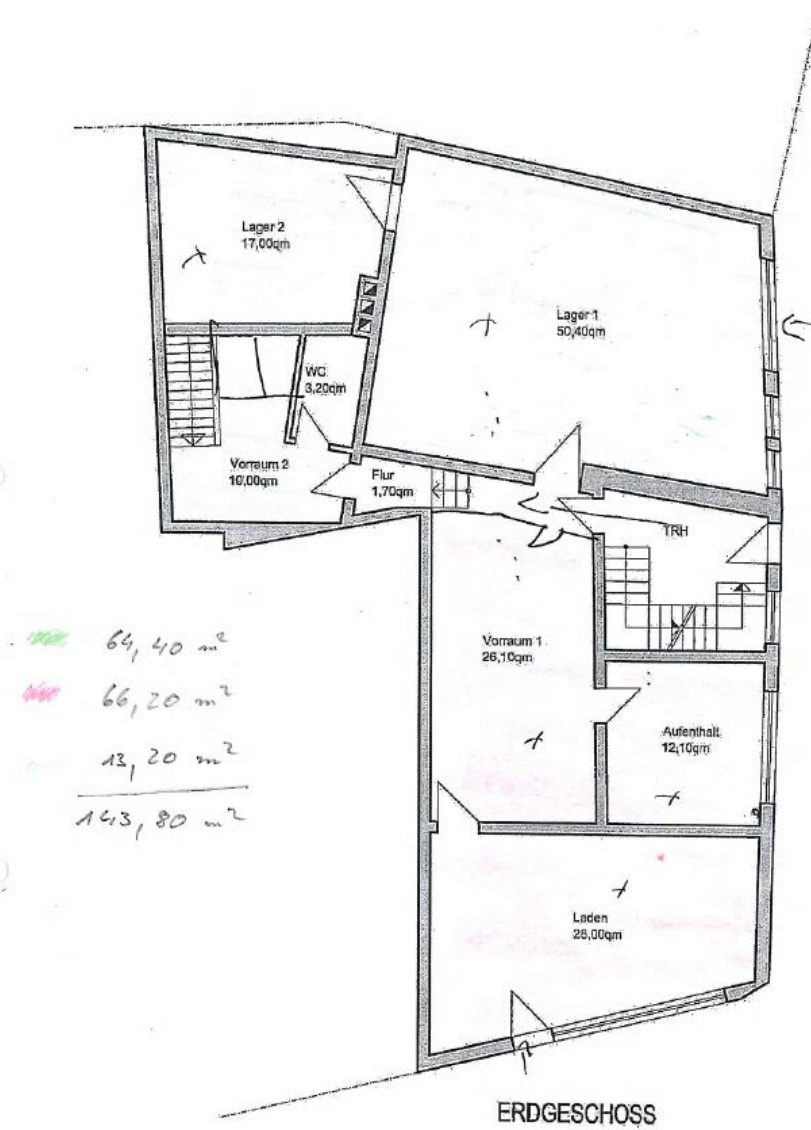 Lager 2
17,00qm
Lager 1
50,40qm
WC
3,20qm
Vorraum 2
10,00qm
Flur
1,70qm
TRH
Vorraum 1
26,10qm
64,40 m²
66,20 m²
13,20 m²
143,80 m²
Aufenthalt
12,10qm
Laden
28,00qm
ERDGESCHOSS